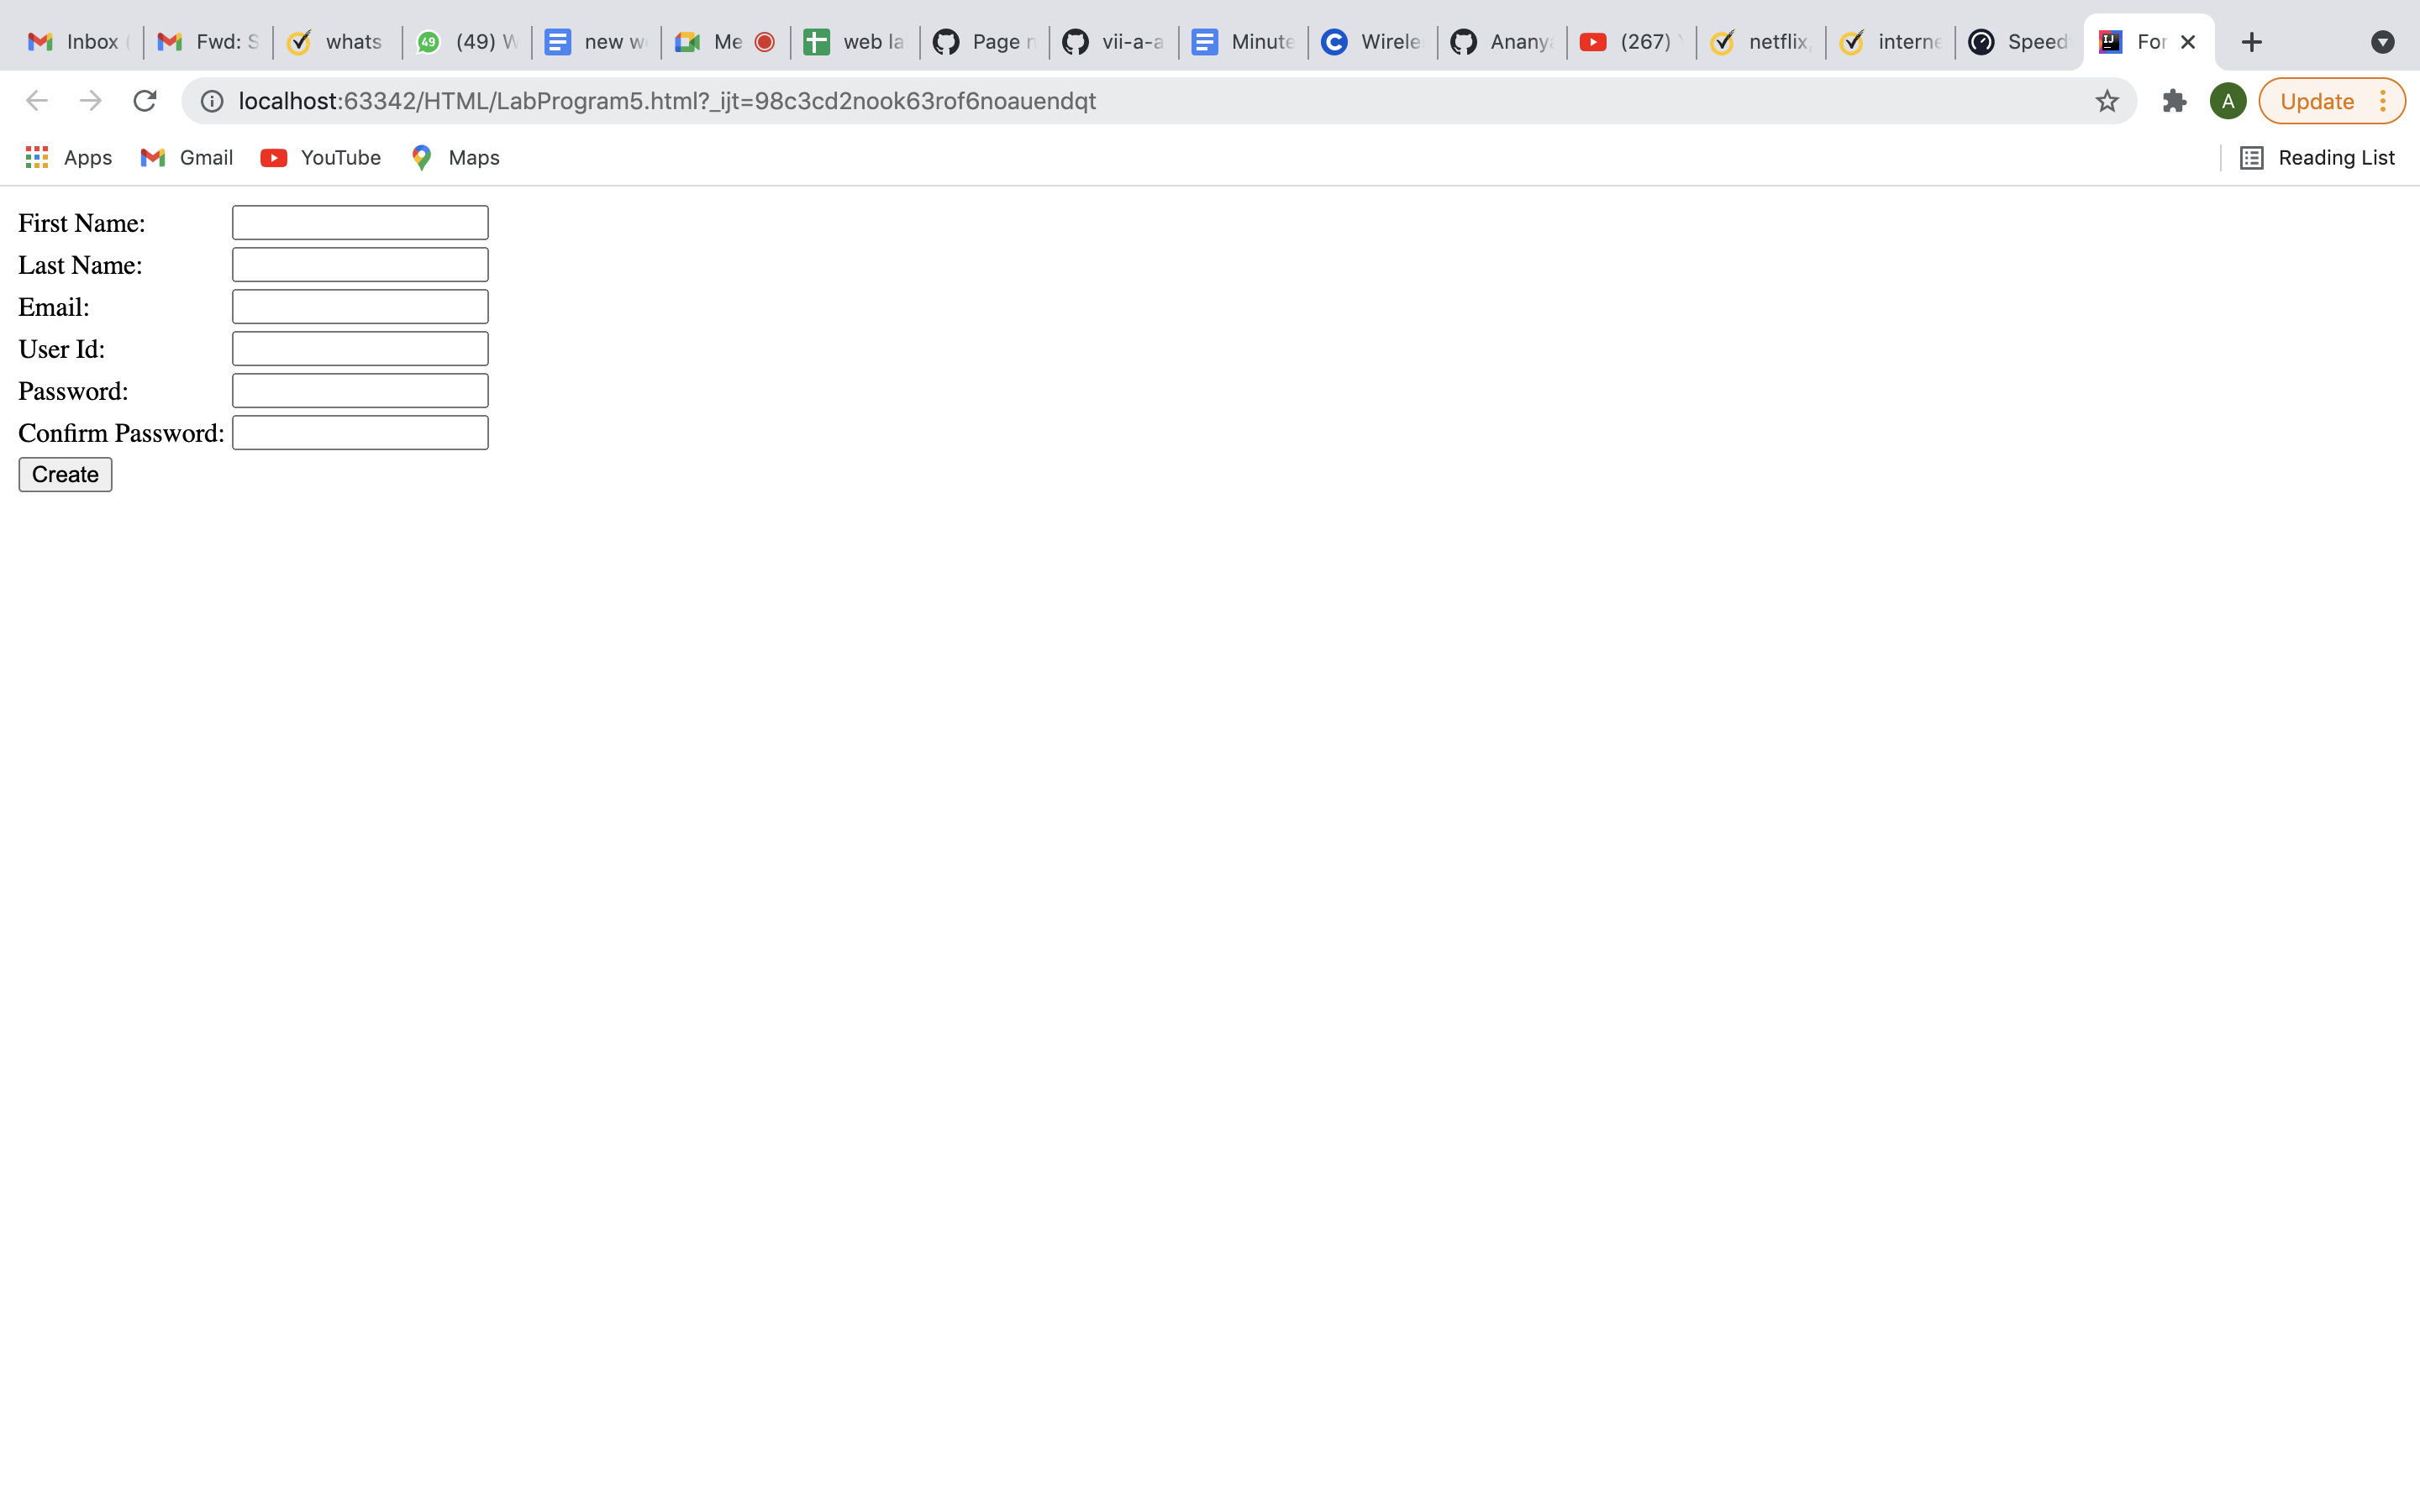 Inbox Fwd: S whats 49 (49) W new w Me web la Page n vii-a-a Minute Wirele Anany (267) netflix, interne Speed For
localhost:63342/HTML/LabProgram5.html?_ijt=98c3cd2nook63rof6noauendqt A Update
Apps Gmail YouTube Maps Reading List
First Name:
Last Name:
Email:
User Id:
Password:
Confirm Password:
Create